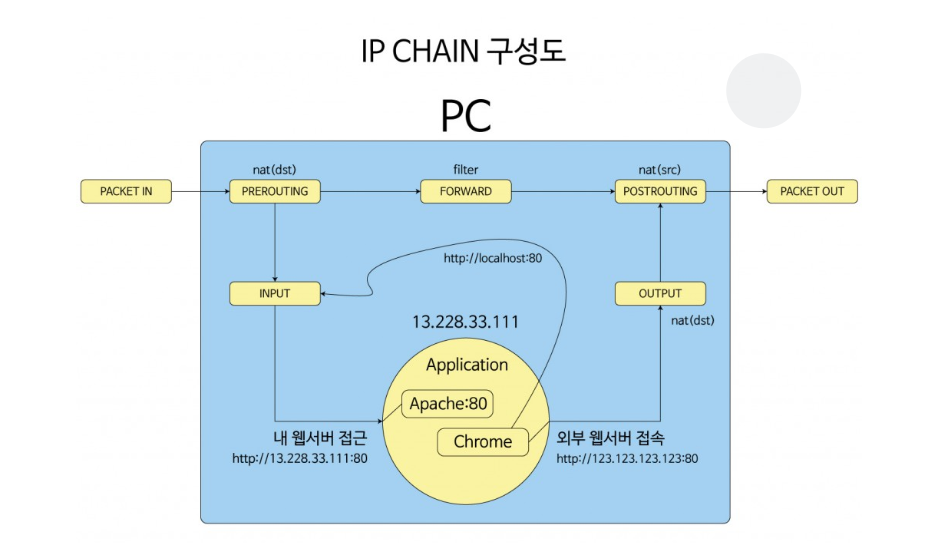 IP CHAIN 구성도
PC
nat(dst)
filter
nat(src)
PACKET IN
PREROUTING
FORWARD
POSTROUTING
PACKET OUT
http://localhost:80
INPUT
OUTPUT
13.228.33.111
nat(dst)
Application
Apache:80
Chrome
내 웹서버 접근
http://13.228.33.111:80
외부 웹서버 접속
http://123.123.123.123:80